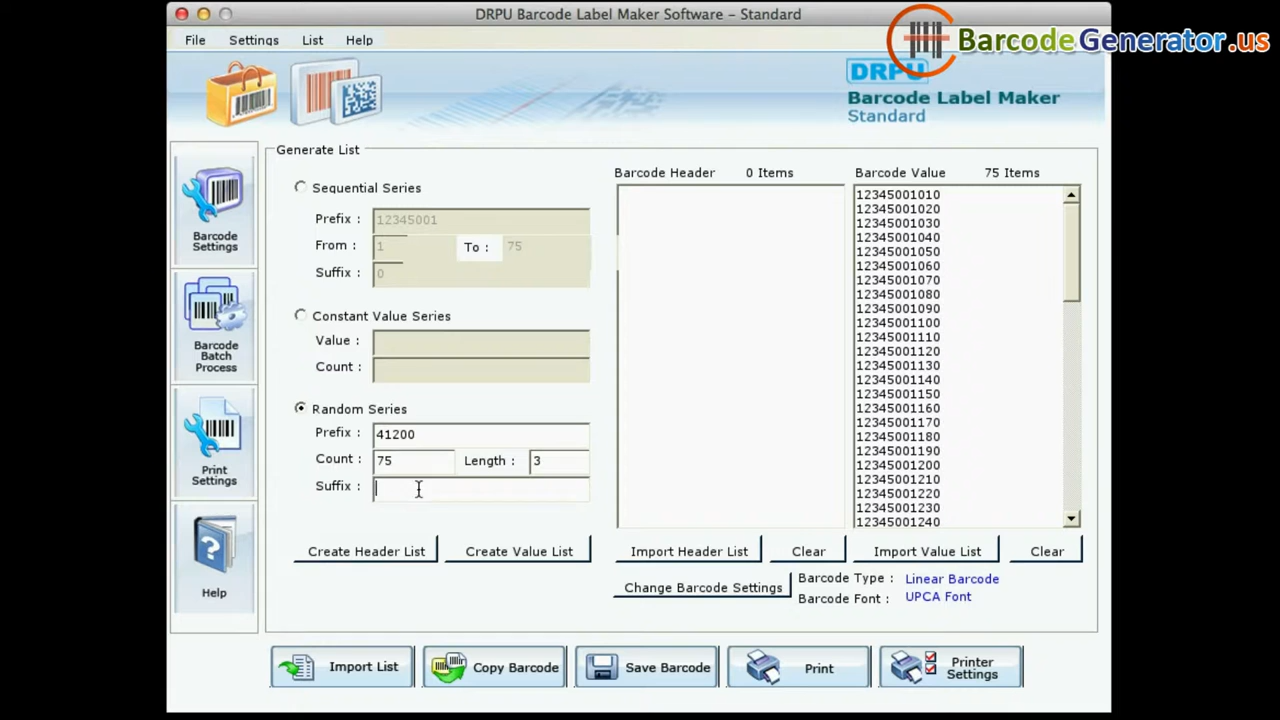 DRPU Barcode Label Maker Software – Standard
BarcodeGenerator.us
File Settings List Help
DRPU
Barcode Label Maker
Standard
Barcode
Settings
Barcode
Batch
Process
Print
Settings
Help
Generate List
Sequential Series
Prefix : 12345001
From : 1 To : 75
Suffix : 0
Constant Value Series
Value :
Count :
Random Series
Prefix : 41200
Count : 75 Length : 3
Suffix :
Create Header List Create Value List
Barcode Header 0 Items
Barcode Value 75 Items
12345001010
12345001020
12345001030
12345001040
12345001050
12345001060
12345001070
12345001080
12345001090
12345001100
12345001110
12345001120
12345001130
12345001140
12345001150
12345001160
12345001170
12345001180
12345001190
12345001200
12345001210
12345001220
12345001230
12345001240
Import Header List Clear Import Value List Clear
Change Barcode Settings
Barcode Type : Linear Barcode
Barcode Font : UPCA Font
Import List Copy Barcode Save Barcode Print Printer
Settings